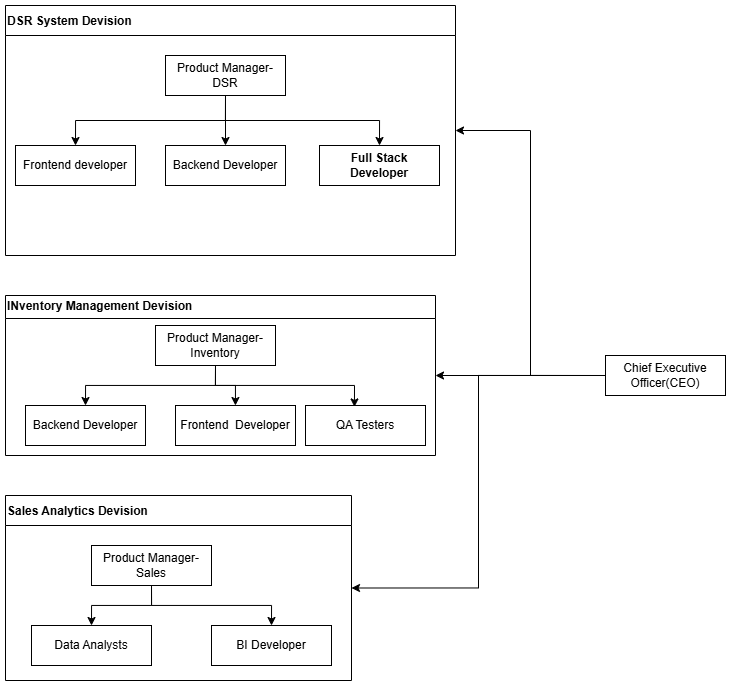 DSR System Devision
Product Manager-
DSR
Frontend developer
Backend Developer
Full Stack
Developer
INventory Management Devision
Product Manager-
Inventory
Backend Developer
Frontend  Developer
QA Testers
Chief Executive
Officer(CEO)
Sales Analytics Devision
Product Manager-
Sales
Data Analysts
BI Developer